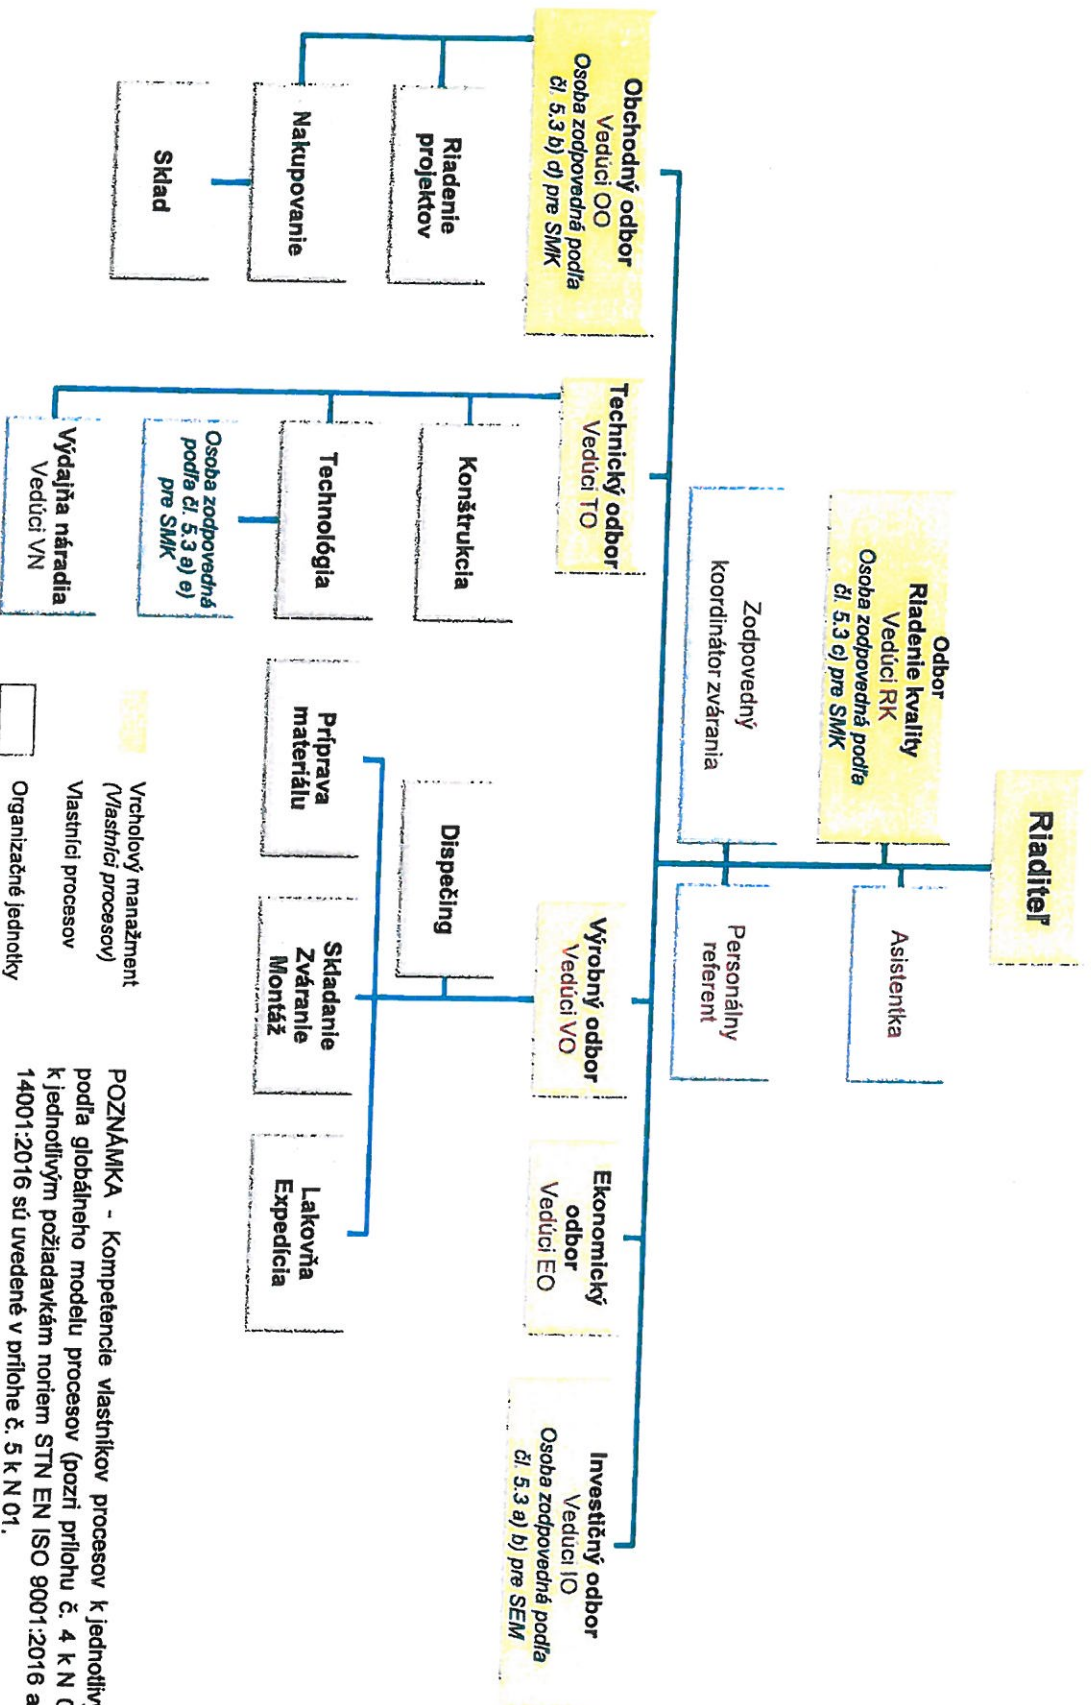 Riaditeľ
Odbor
Riadenie kvality
Vedúci RK
Osoba zodpovedná podľa
čl. 5.3 c) pre SMK
Asistentka
Zodpovedný
koordinátor zvárania
Personálny
referent
Obchodný odbor
Vedúci OO
Osoba zodpovedná podľa
čl. 5.3 b) d) pre SMK
Technický odbor
Vedúci TO
Výrobný odbor
Vedúci VO
Ekonomický
odbor
Vedúci EO
Investičný odbor
Vedúci IO
Osoba zodpovedná podľa
čl. 5.3 a) b) pre SEM
Riadenie
projektov
Nakupovanie
Sklad
Konštrukcia
Technológia
Osoba zodpovedná
podľa čl. 5.3 a) e)
pre SMK
Výdajňa náradia
Vedúci VN
Dispečing
Príprava
materiálu
Skladanie
Zváranie
Montáž
Lakovňa
Expedícia
Vrcholový manažment
(Vlastníci procesov)
Vlastníci procesov
Organizačné jednotky
POZNÁMKA - Kompetencie vlastníkov procesov k
podľa globálneho modelu procesov (pozri prílohu č. 4 k N
k jednotlivým požiadavkám noriem STN EN ISO 9001:2016 a
14001:2016 sú uvedené v prílohe č. 5 k N 01.